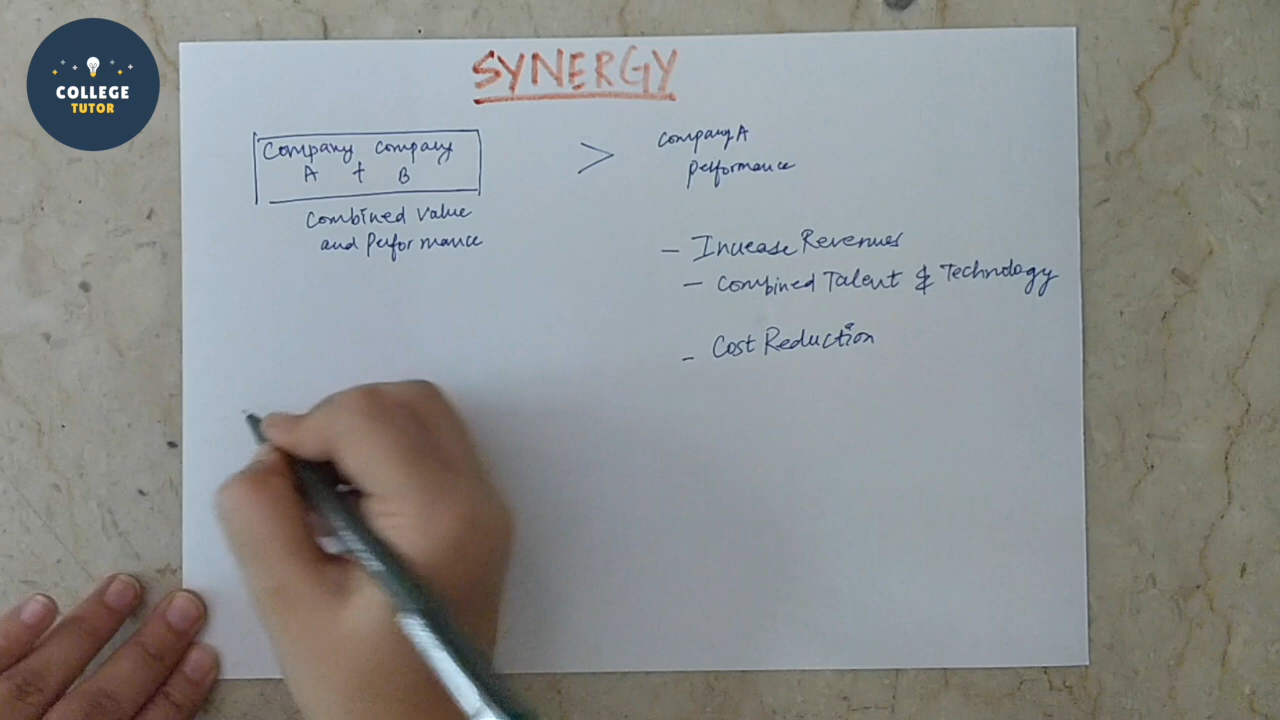 COLLEGE
TUTOR
SYNERGY
Company company
A + B
>
Company A
Performance
Combined Value
and Performance
- Increase Revenues
- Combined Talent & Technology
- Cost Reduction